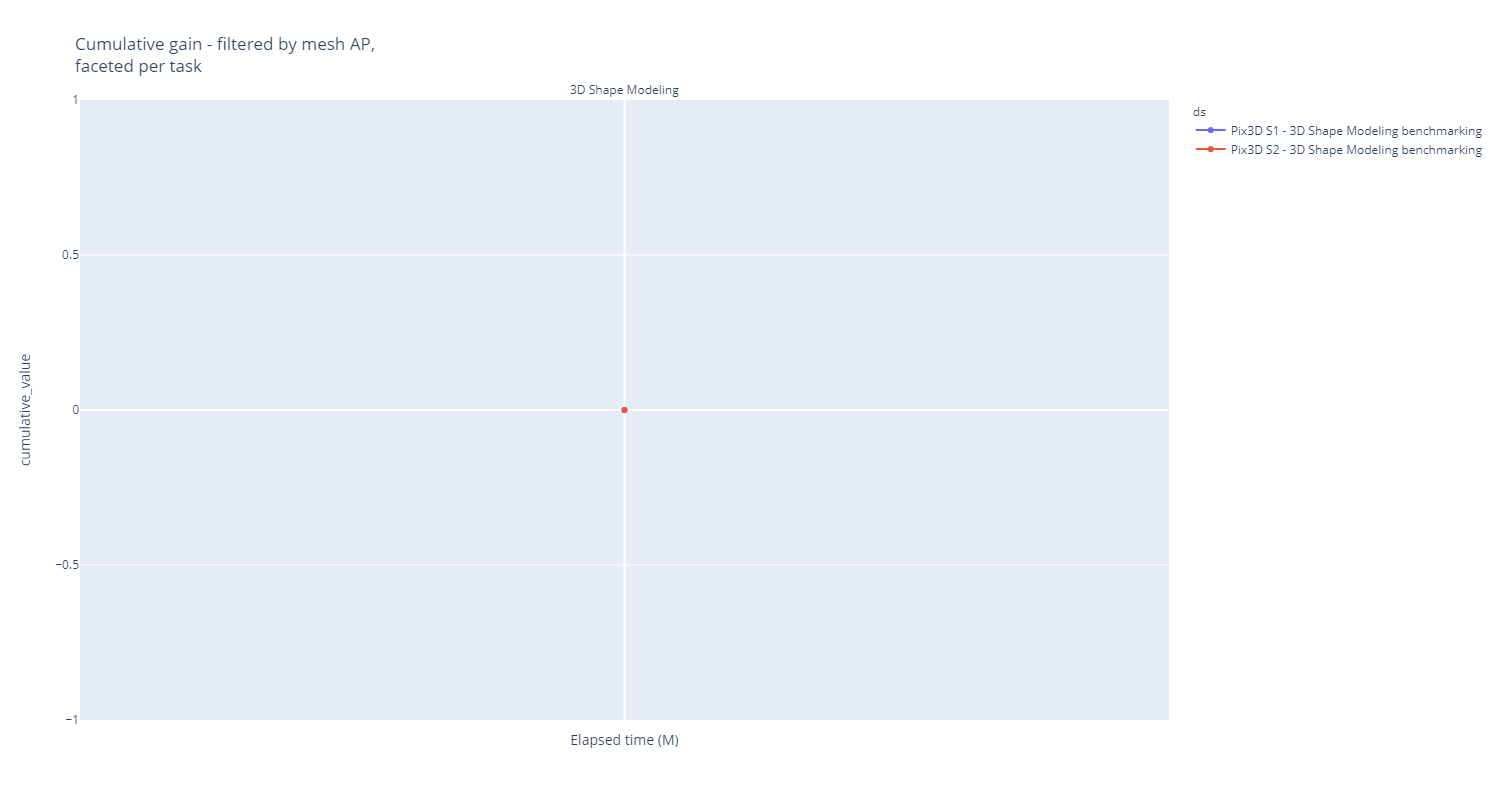 Cumulative gain - filtered by mesh AP,
faceted per task
3D Shape Modeling
1
0.5
0
−0.5
−1
cumulative_value
Elapsed time (M)
ds
Pix3D S1 - 3D Shape Modeling benchmarking
Pix3D S2 - 3D Shape Modeling benchmarking